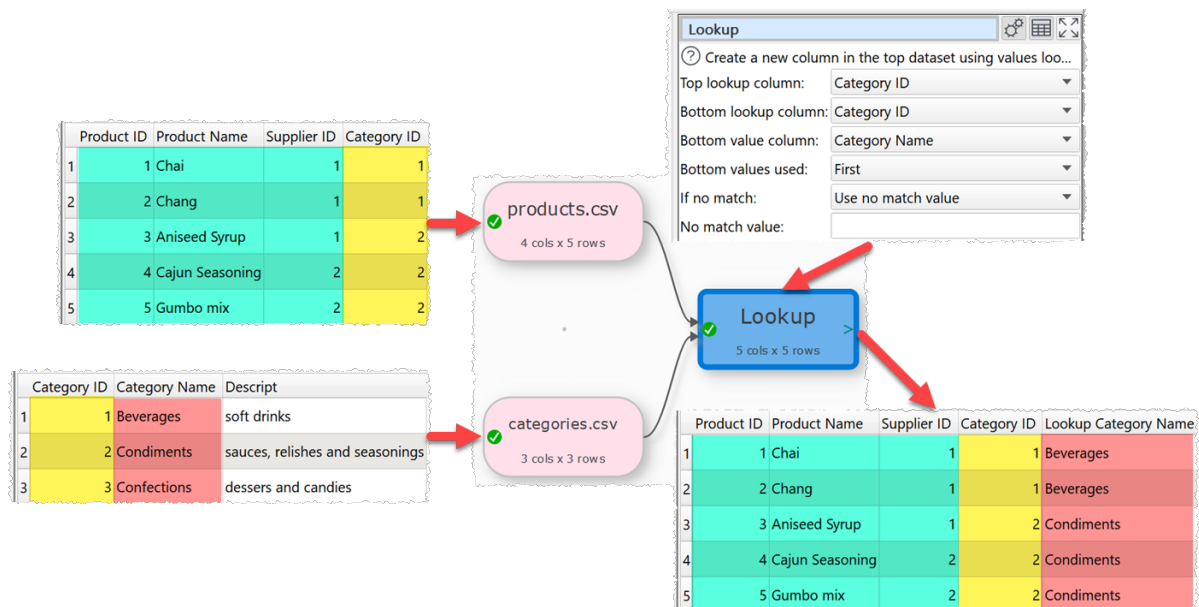 Lookup
? Create a new column in the top dataset using values loo...
Top lookup column: Category ID
Bottom lookup column: Category ID
Bottom value column: Category Name
Bottom values used: First
If no match: Use no match value
No match value:
Product ID Product Name Supplier ID Category ID
1 1 Chai 1 1
2 2 Chang 1 1
3 3 Aniseed Syrup 1 2
4 4 Cajun Seasoning 2 2
5 5 Gumbo mix 2 2
products.csv
4 cols x 5 rows
Lookup >
5 cols x 5 rows
Category ID Category Name Descript
1 1 Beverages soft drinks
2 2 Condiments sauces, relishes and seasonings
3 3 Confections dessers and candies
categories.csv
3 cols x 3 rows
Product ID Product Name Supplier ID Category ID Lookup Category Name
1 1 Chai 1 1 Beverages
2 2 Chang 1 1 Beverages
3 3 Aniseed Syrup 1 2 Condiments
4 4 Cajun Seasoning 2 2 Condiments
5 5 Gumbo mix 2 2 Condiments